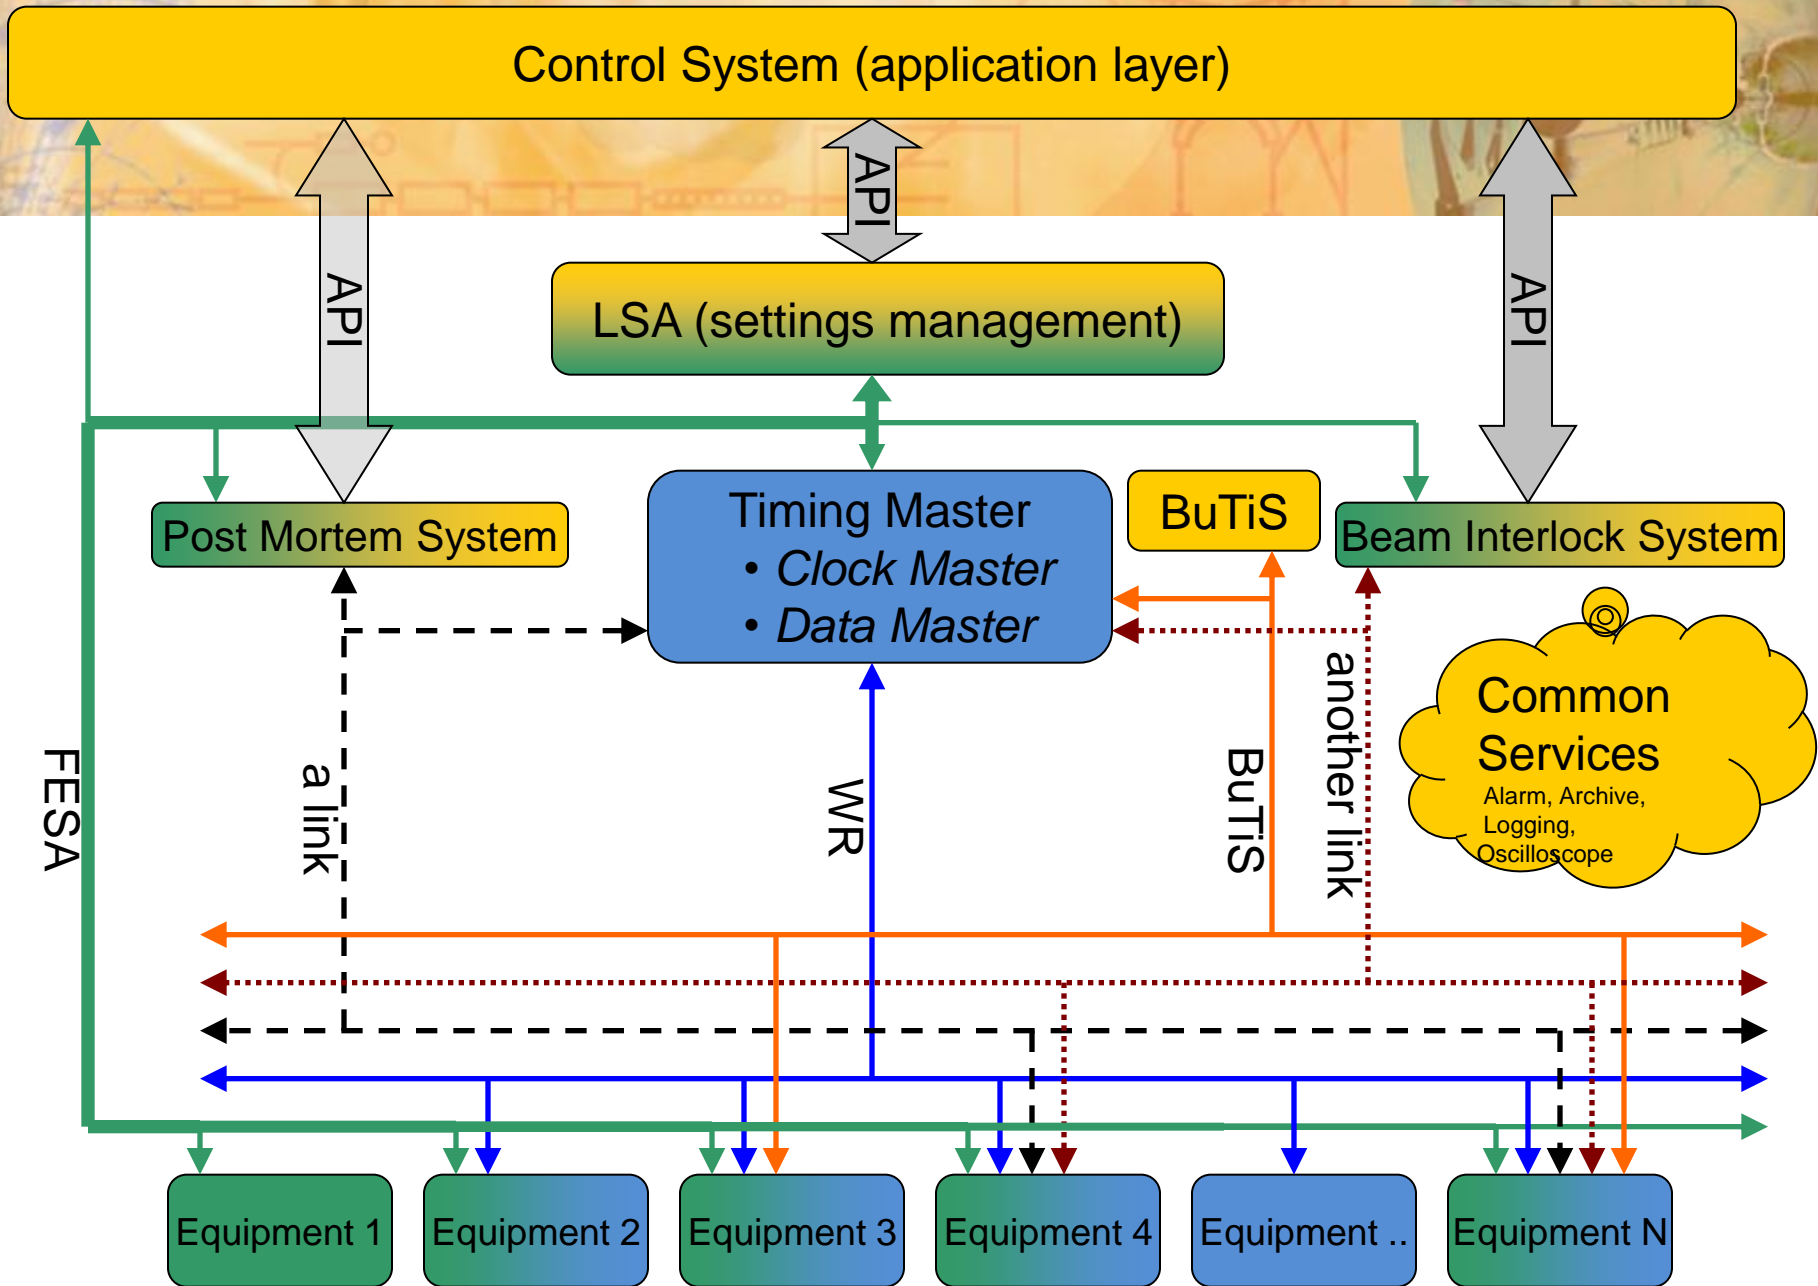 Control System (application layer)
API
API
API
LSA (settings management)
Post Mortem System
Timing Master
• Clock Master
• Data Master
BuTiS
Beam Interlock System
FESA
a link
WR
BuTiS
another link
Common
Services
Alarm, Archive,
Logging,
Oscilloscope
Equipment 1
Equipment 2
Equipment 3
Equipment 4
Equipment ..
Equipment N